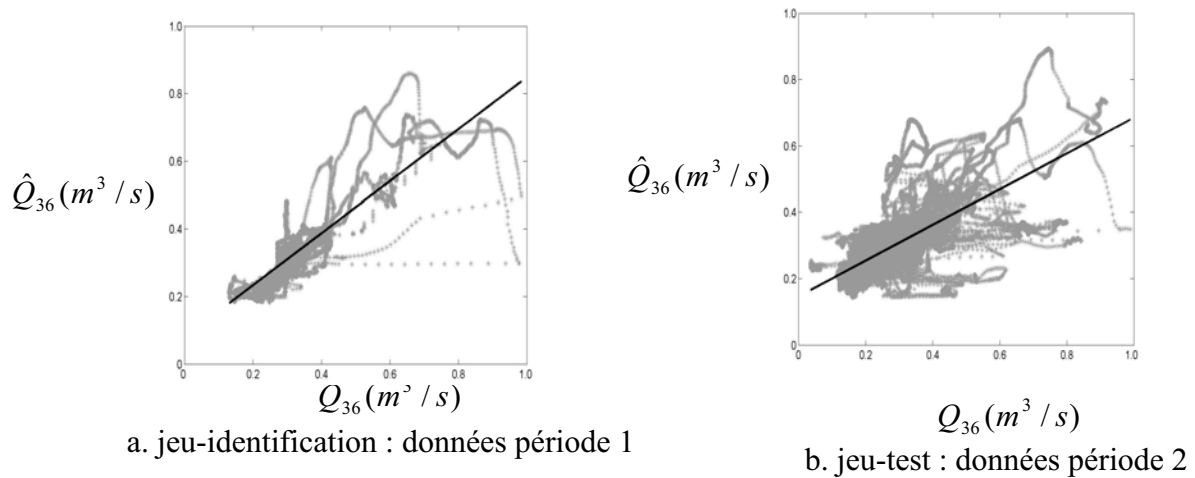 1.0
0.8
0.6
0.4
0.2
0
0 0.2 0.4 0.6 0.8 1.0
Q̂36 (m³ / s)
Q36 (m³ / s)
a. jeu-identification : données période 1
1.0
0.8
0.6
0.4
0.2
0
0 0.2 0.4 0.6 0.8 1.0
Q̂36 (m³ / s)
Q36 (m³ / s)
b. jeu-test : données période 2